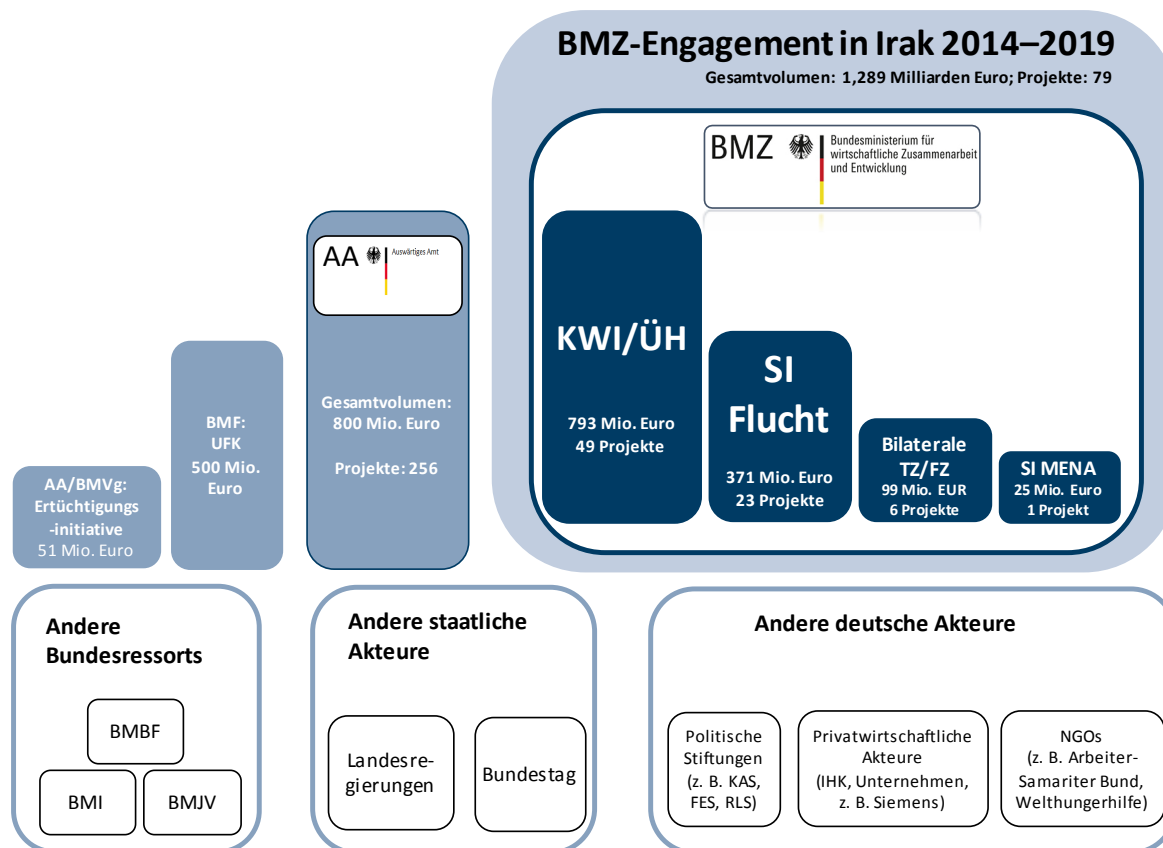 BMZ-Engagement in Irak 2014–2019
Gesamtvolumen: 1,289 Milliarden Euro; Projekte: 79
BMZ
Bundesministerium für
wirtschaftliche Zusammenarbeit
und Entwicklung
AA
Auswärtiges Amt
Gesamtvolumen:
800 Mio. Euro
Projekte: 256
BMF:
UFK
500 Mio.
Euro
AA/BMVg:
Ertüchtigungs
-initiative
51 Mio. Euro
KWI/ÜH
793 Mio. Euro
49 Projekte
SI
Flucht
371 Mio. Euro
23 Projekte
Bilaterale
TZ/FZ
99 Mio. EUR
6 Projekte
SI MENA
25 Mio. Euro
1 Projekt
Andere
Bundesressorts
BMBF
BMI
BMJV
Andere staatliche
Akteure
Landesre-
gierungen
Bundestag
Andere deutsche Akteure
Politische
Stiftungen
(z. B. KAS,
FES, RLS)
Privatwirtschaftliche
Akteure
(IHK, Unternehmen,
z. B. Siemens)
NGOs
(z. B. Arbeiter-
Samariter Bund,
Welthungerhilfe)